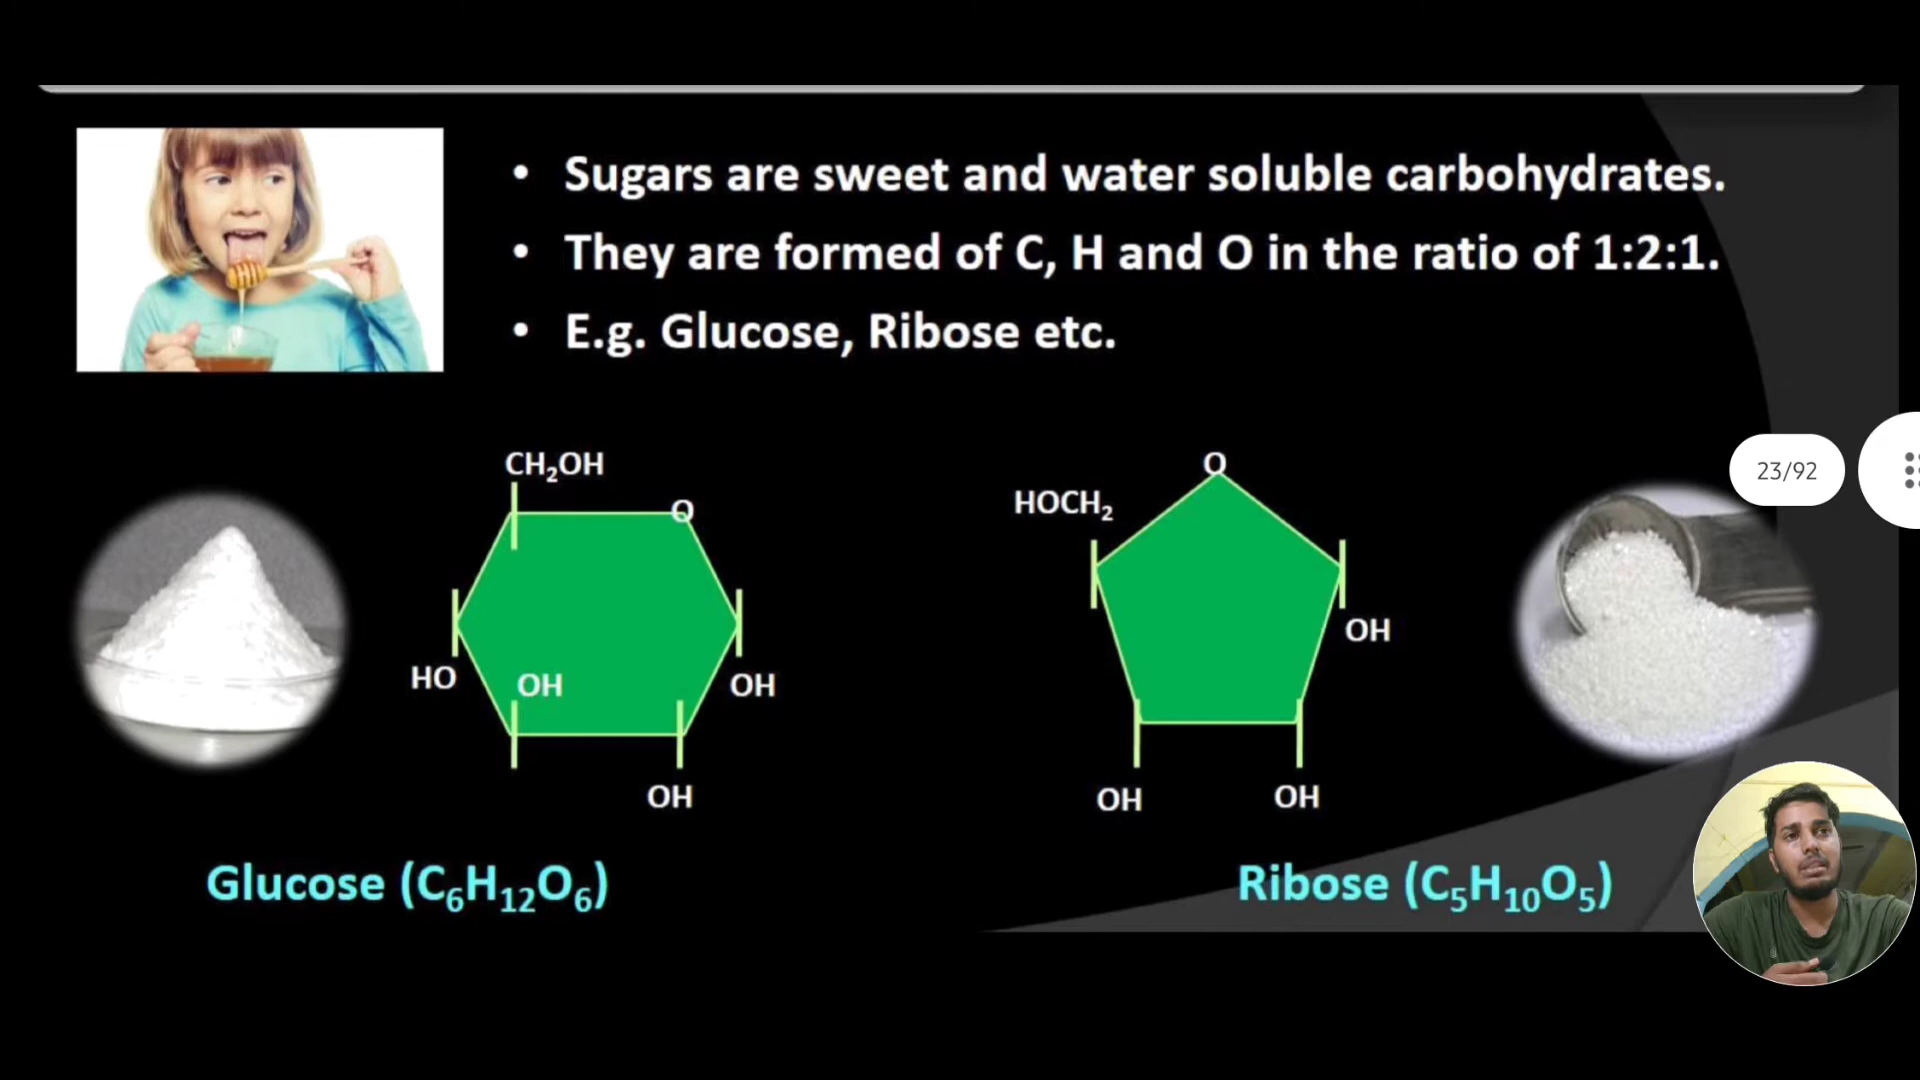 • Sugars are sweet and water soluble carbohydrates.
• They are formed of C, H and O in the ratio of 1:2:1.
• E.g. Glucose, Ribose etc.
CH₂OH
O
HO
OH
OH
OH
O
HOCH₂
OH
OH
OH
23/92
Glucose (C₆H₁₂O₆)
Ribose (C₅H₁₀O₅)